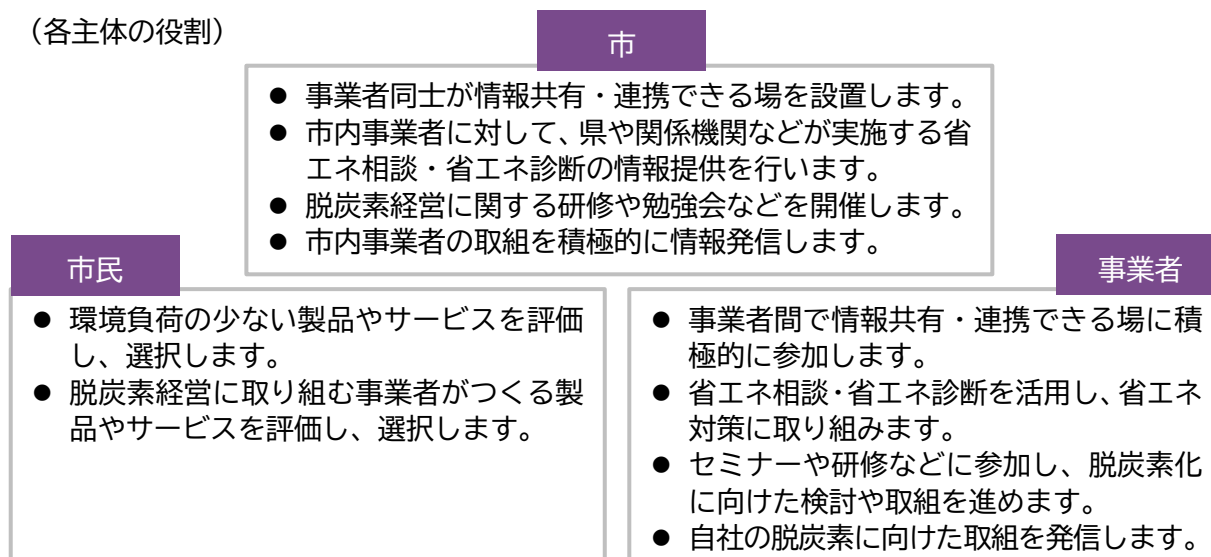 （各主体の役割）
市
● 事業者同士が情報共有・連携できる場を設置します。
● 市内事業者に対して、県や関係機関などが実施する省
エネ相談・省エネ診断の情報提供を行います。
● 脱炭素経営に関する研修や勉強会などを開催します。
● 市内事業者の取組を積極的に情報発信します。
市民
● 環境負荷の少ない製品やサービスを評価
し、選択します。
● 脱炭素経営に取り組む事業者がつくる製
品やサービスを評価し、選択します。
事業者
● 事業者間で情報共有・連携できる場に積
極的に参加します。
● 省エネ相談・省エネ診断を活用し、省エネ
対策に取り組みます。
● セミナーや研修などに参加し、脱炭素化
に向けた検討や取組を進めます。
● 自社の脱炭素に向けた取組を発信します。